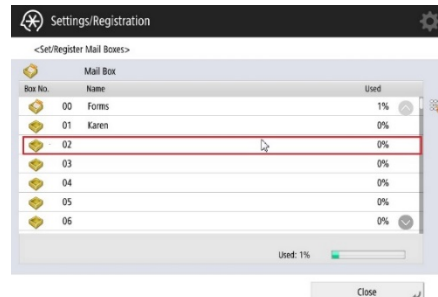 Settings/Registration
<Set/Register Mail Boxes>
Mail Box
Box No. Name Used
00 Forms 1%
01 Karen 0%
02 0%
03 0%
04 0%
05 0%
06 0%
Used: 1%
Close